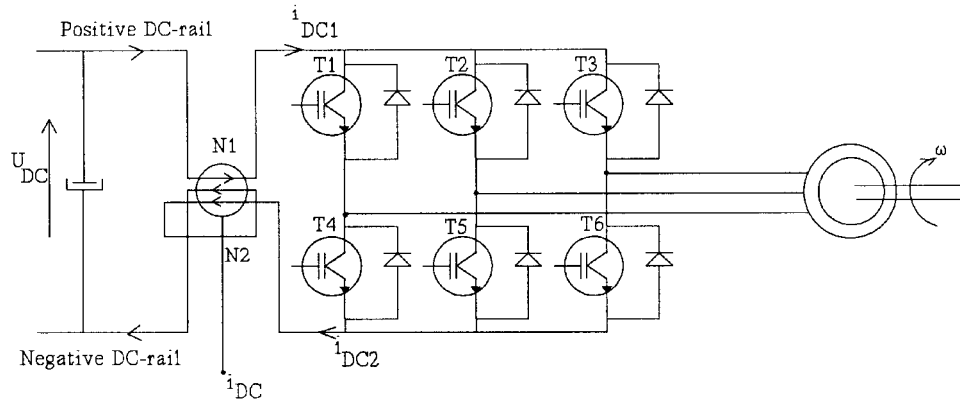 i DC1
Positive DC-rail
T1 T2 T3
N1
U DC
ω
T4 T5 T6
N2
i DC2
Negative DC-rail
i DC